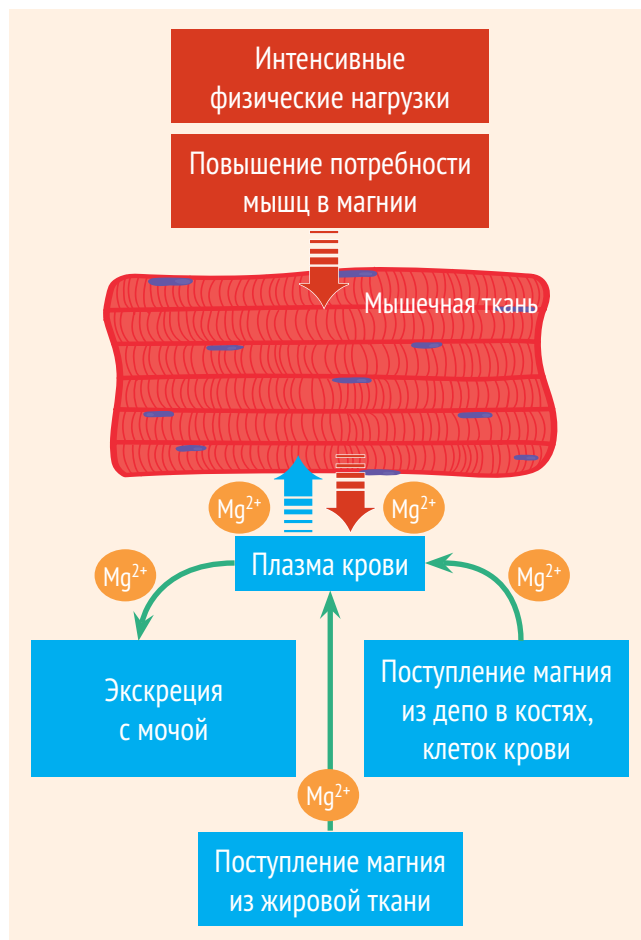 Интенсивные
физические нагрузки
Повышение потребности
мышц в магнии
Мышечная ткань
Mg²⁺
Mg²⁺
Плазма крови
Mg²⁺
Mg²⁺
Экскреция
с мочой
Поступление магния
из депо в костях,
клеток крови
Mg²⁺
Поступление магния
из жировой ткани